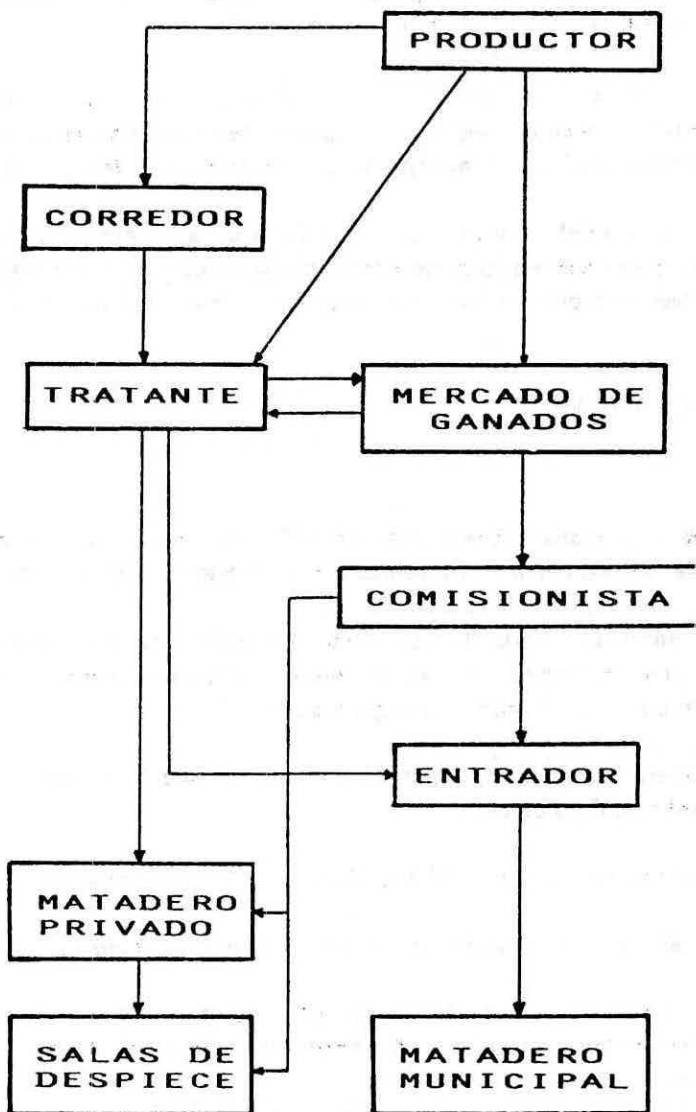 PRODUCTOR
CORREDOR
TRATANTE
MERCADO DE
GANADOS
COMISIONISTA
ENTRADOR
MATADERO
PRIVADO
SALAS DE
DESPIECE
MATADERO
MUNICIPAL